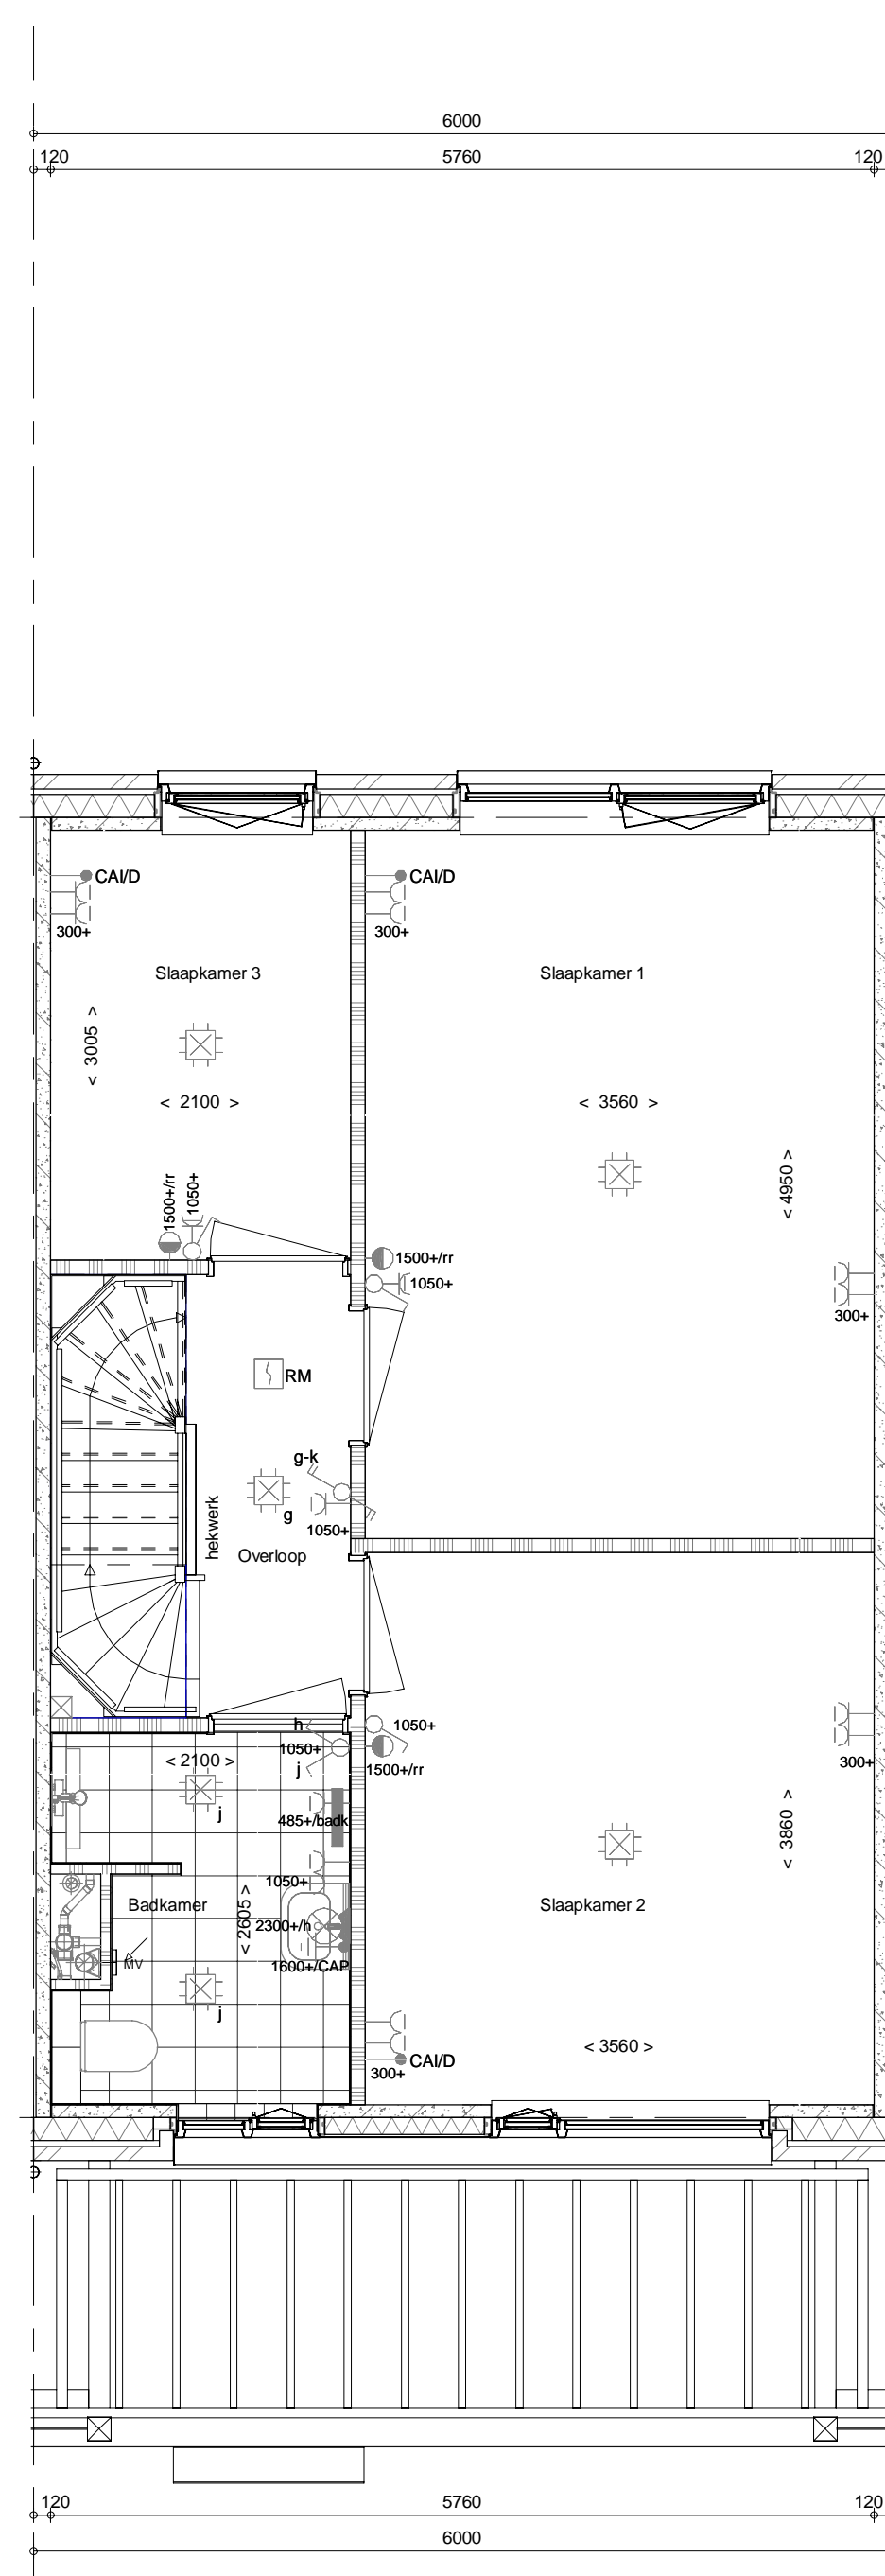 6000
120 5760 120
CAI/D CAI/D
300+ 300+
Slaapkamer 3 Slaapkamer 1
< 3005 >
< 2100 > < 3560 >
< 4950 >
1500+/rr 1050+
1500+/rr
1050+
300+
RM
g-k
g
1050+
hekwerk
Overloop
h
1050+
j
1050+
1500+/rr
300+
< 2100 >
j
485+/badk
< 3860 >
1050+
Badkamer
< 2605 >
Slaapkamer 2
2300+/h
MV
1600+/CAP
j
< 3560 >
CAI/D
300+
120 5760 120
6000